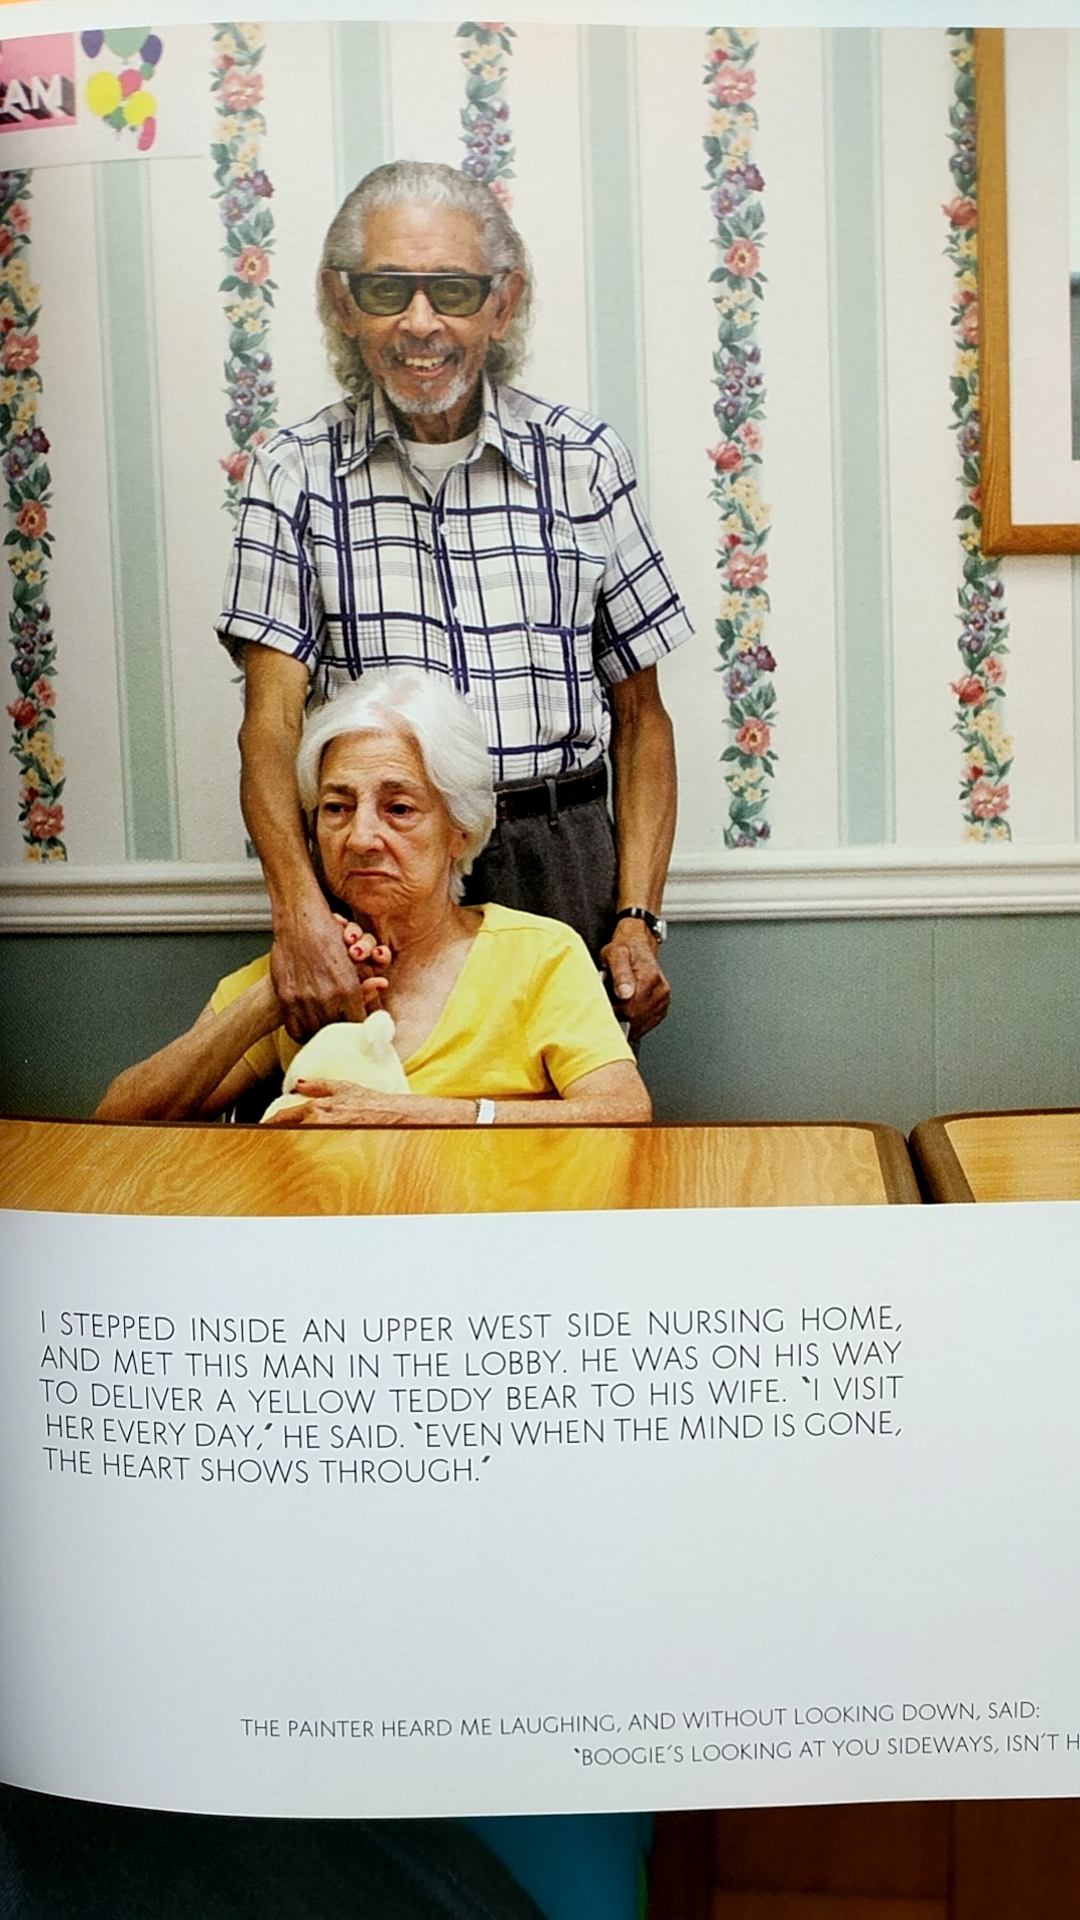 AM
I STEPPED INSIDE AN UPPER WEST SIDE NURSING HOME,
AND MET THIS MAN IN THE LOBBY. HE WAS ON HIS WAY
TO DELIVER A YELLOW TEDDY BEAR TO HIS WIFE. "I VISIT
HER EVERY DAY," HE SAID. "EVEN WHEN THE MIND IS GONE,
THE HEART SHOWS THROUGH."
THE PAINTER HEARD ME LAUGHING, AND WITHOUT LOOKING DOWN, SAID:
"BOOGIE'S LOOKING AT YOU SIDEWAYS, ISN'T H